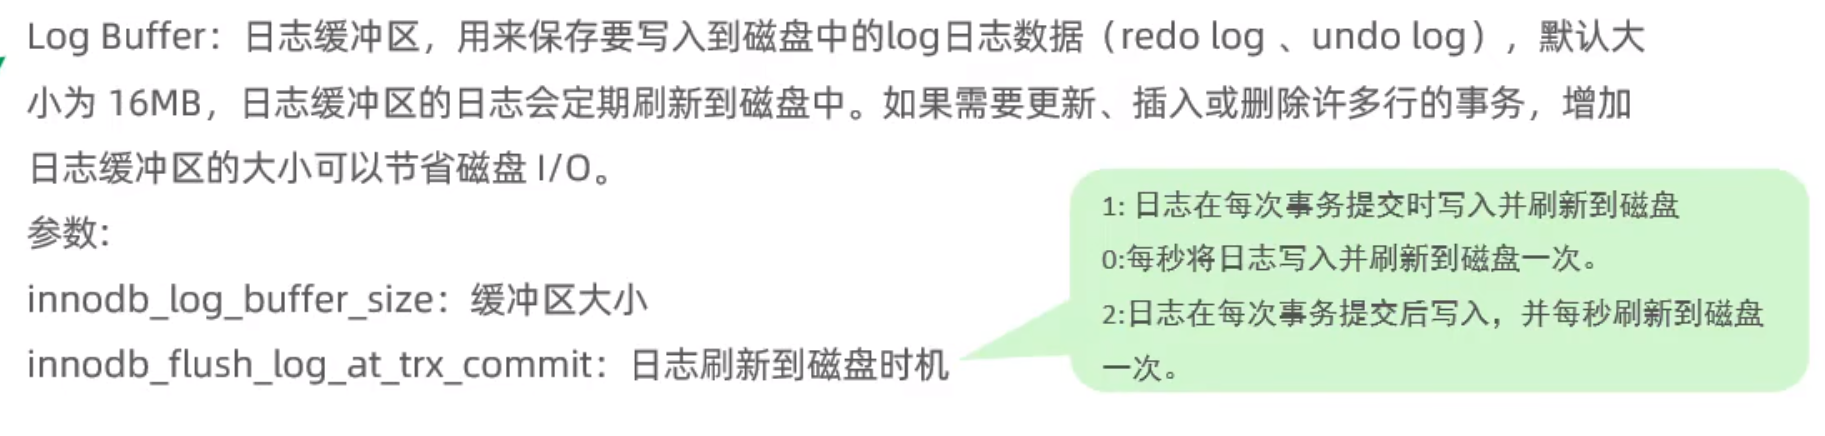 Log Buffer：日志缓冲区，用来保存要写入到磁盘中的log日志数据（redo log 、undo log），默认大
小为 16MB，日志缓冲区的日志会定期刷新到磁盘中。如果需要更新、插入或删除许多行的事务，增加
日志缓冲区的大小可以节省磁盘 I/O。
参数:
innodb_log_buffer_size：缓冲区大小
innodb_flush_log_at_trx_commit：日志刷新到磁盘时机
1: 日志在每次事务提交时写入并刷新到磁盘
0:每秒将日志写入并刷新到磁盘一次。
2:日志在每次事务提交后写入，并每秒刷新到磁盘
一次。